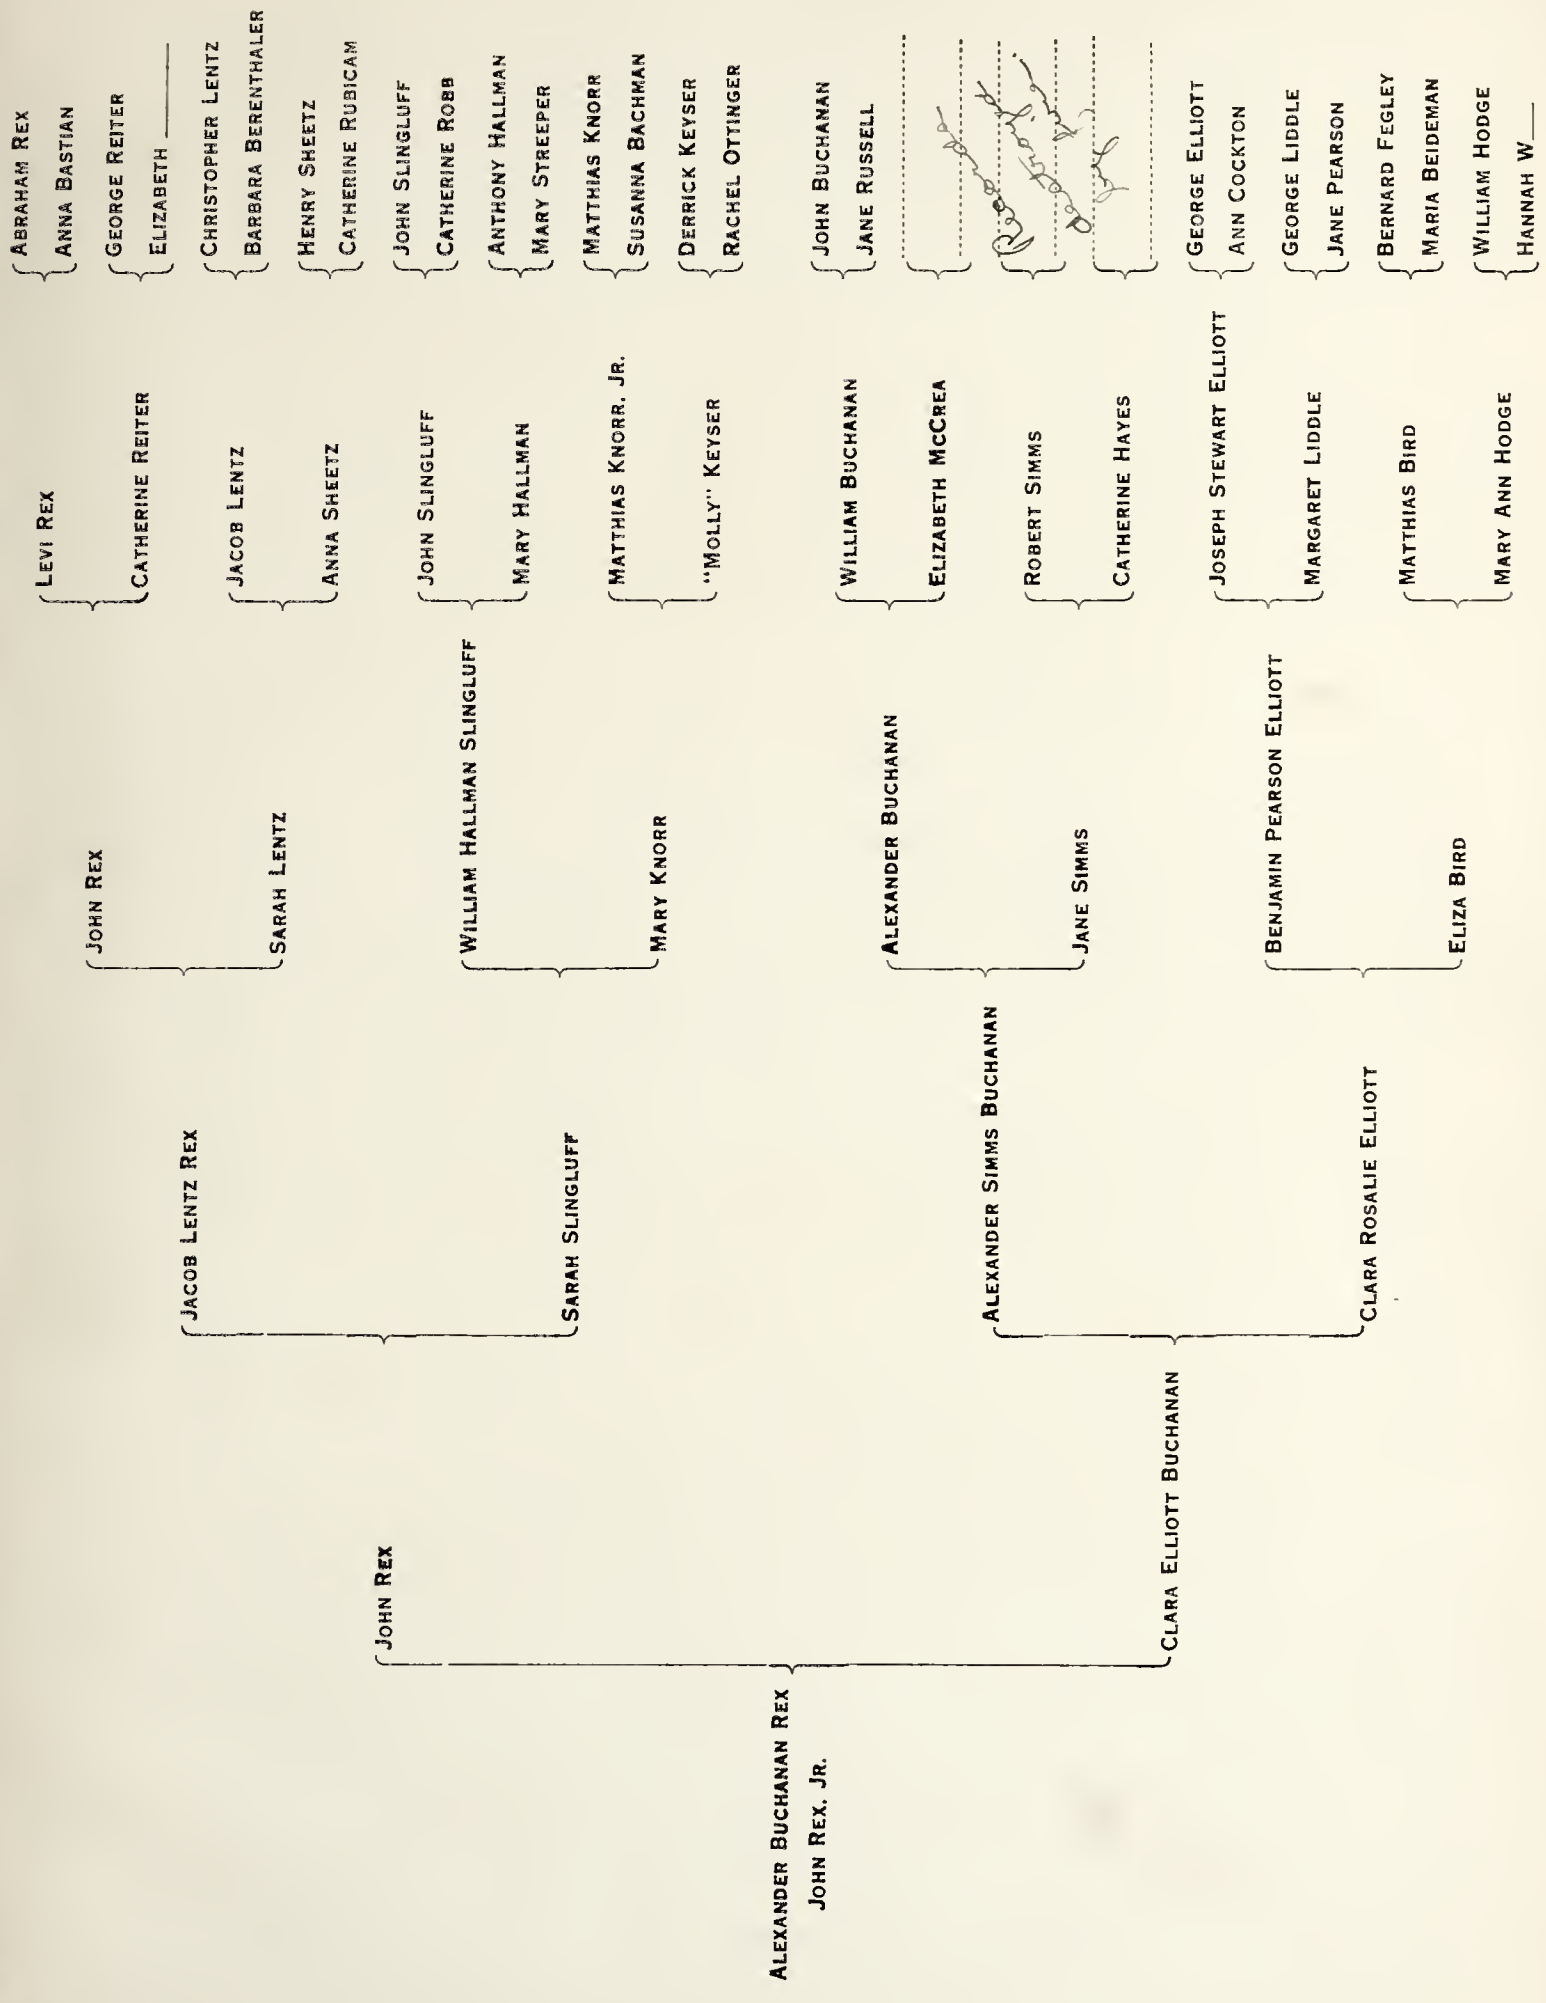 ALEXANDER BUCHANAN REX
JOHN REX, JR.
JOHN REX
CLARA ELLIOTT BUCHANAN
JACOB LENTZ REX
SARAH SLINGLUFF
ALEXANDER SIMMS BUCHANAN
CLARA ROSALIE ELLIOTT
JOHN REX
SARAH LENTZ
WILLIAM HALLMAN SLINGLUFF
MARY KNORR
ALEXANDER BUCHANAN
JANE SIMMS
BENJAMIN PEARSON ELLIOTT
ELIZA BIRD
LEVI REX
CATHERINE REITER
JACOB LENTZ
ANNA SHEETZ
JOHN SLINGLUFF
MARY HALLMAN
MATTHIAS KNORR, JR.
"MOLLY" KEYSER
WILLIAM BUCHANAN
ELIZABETH MCCREA
ROBERT SIMMS
CATHERINE HAYES
JOSEPH STEWART ELLIOTT
MARGARET LIDDLE
MATTHIAS BIRD
MARY ANN HODGE
ABRAHAM REX
ANNA BASTIAN
GEORGE REITER
ELIZABETH ———
CHRISTOPHER LENTZ
BARBARA BERENTHALER
HENRY SHEETZ
CATHERINE RUBICAM
JOHN SLINGLUFF
CATHERINE ROBB
ANTHONY HALLMAN
MARY STREEPER
MATTHIAS KNORR
SUSANNA BACHMAN
DERRICK KEYSER
RACHEL OTTINGER
JOHN BUCHANAN
JANE RUSSELL
GEORGE ELLIOTT
ANN COCKTON
GEORGE LIDDLE
JANE PEARSON
BERNARD FEGLEY
MARIA BEIDEMAN
WILLIAM HODGE
HANNAH W——